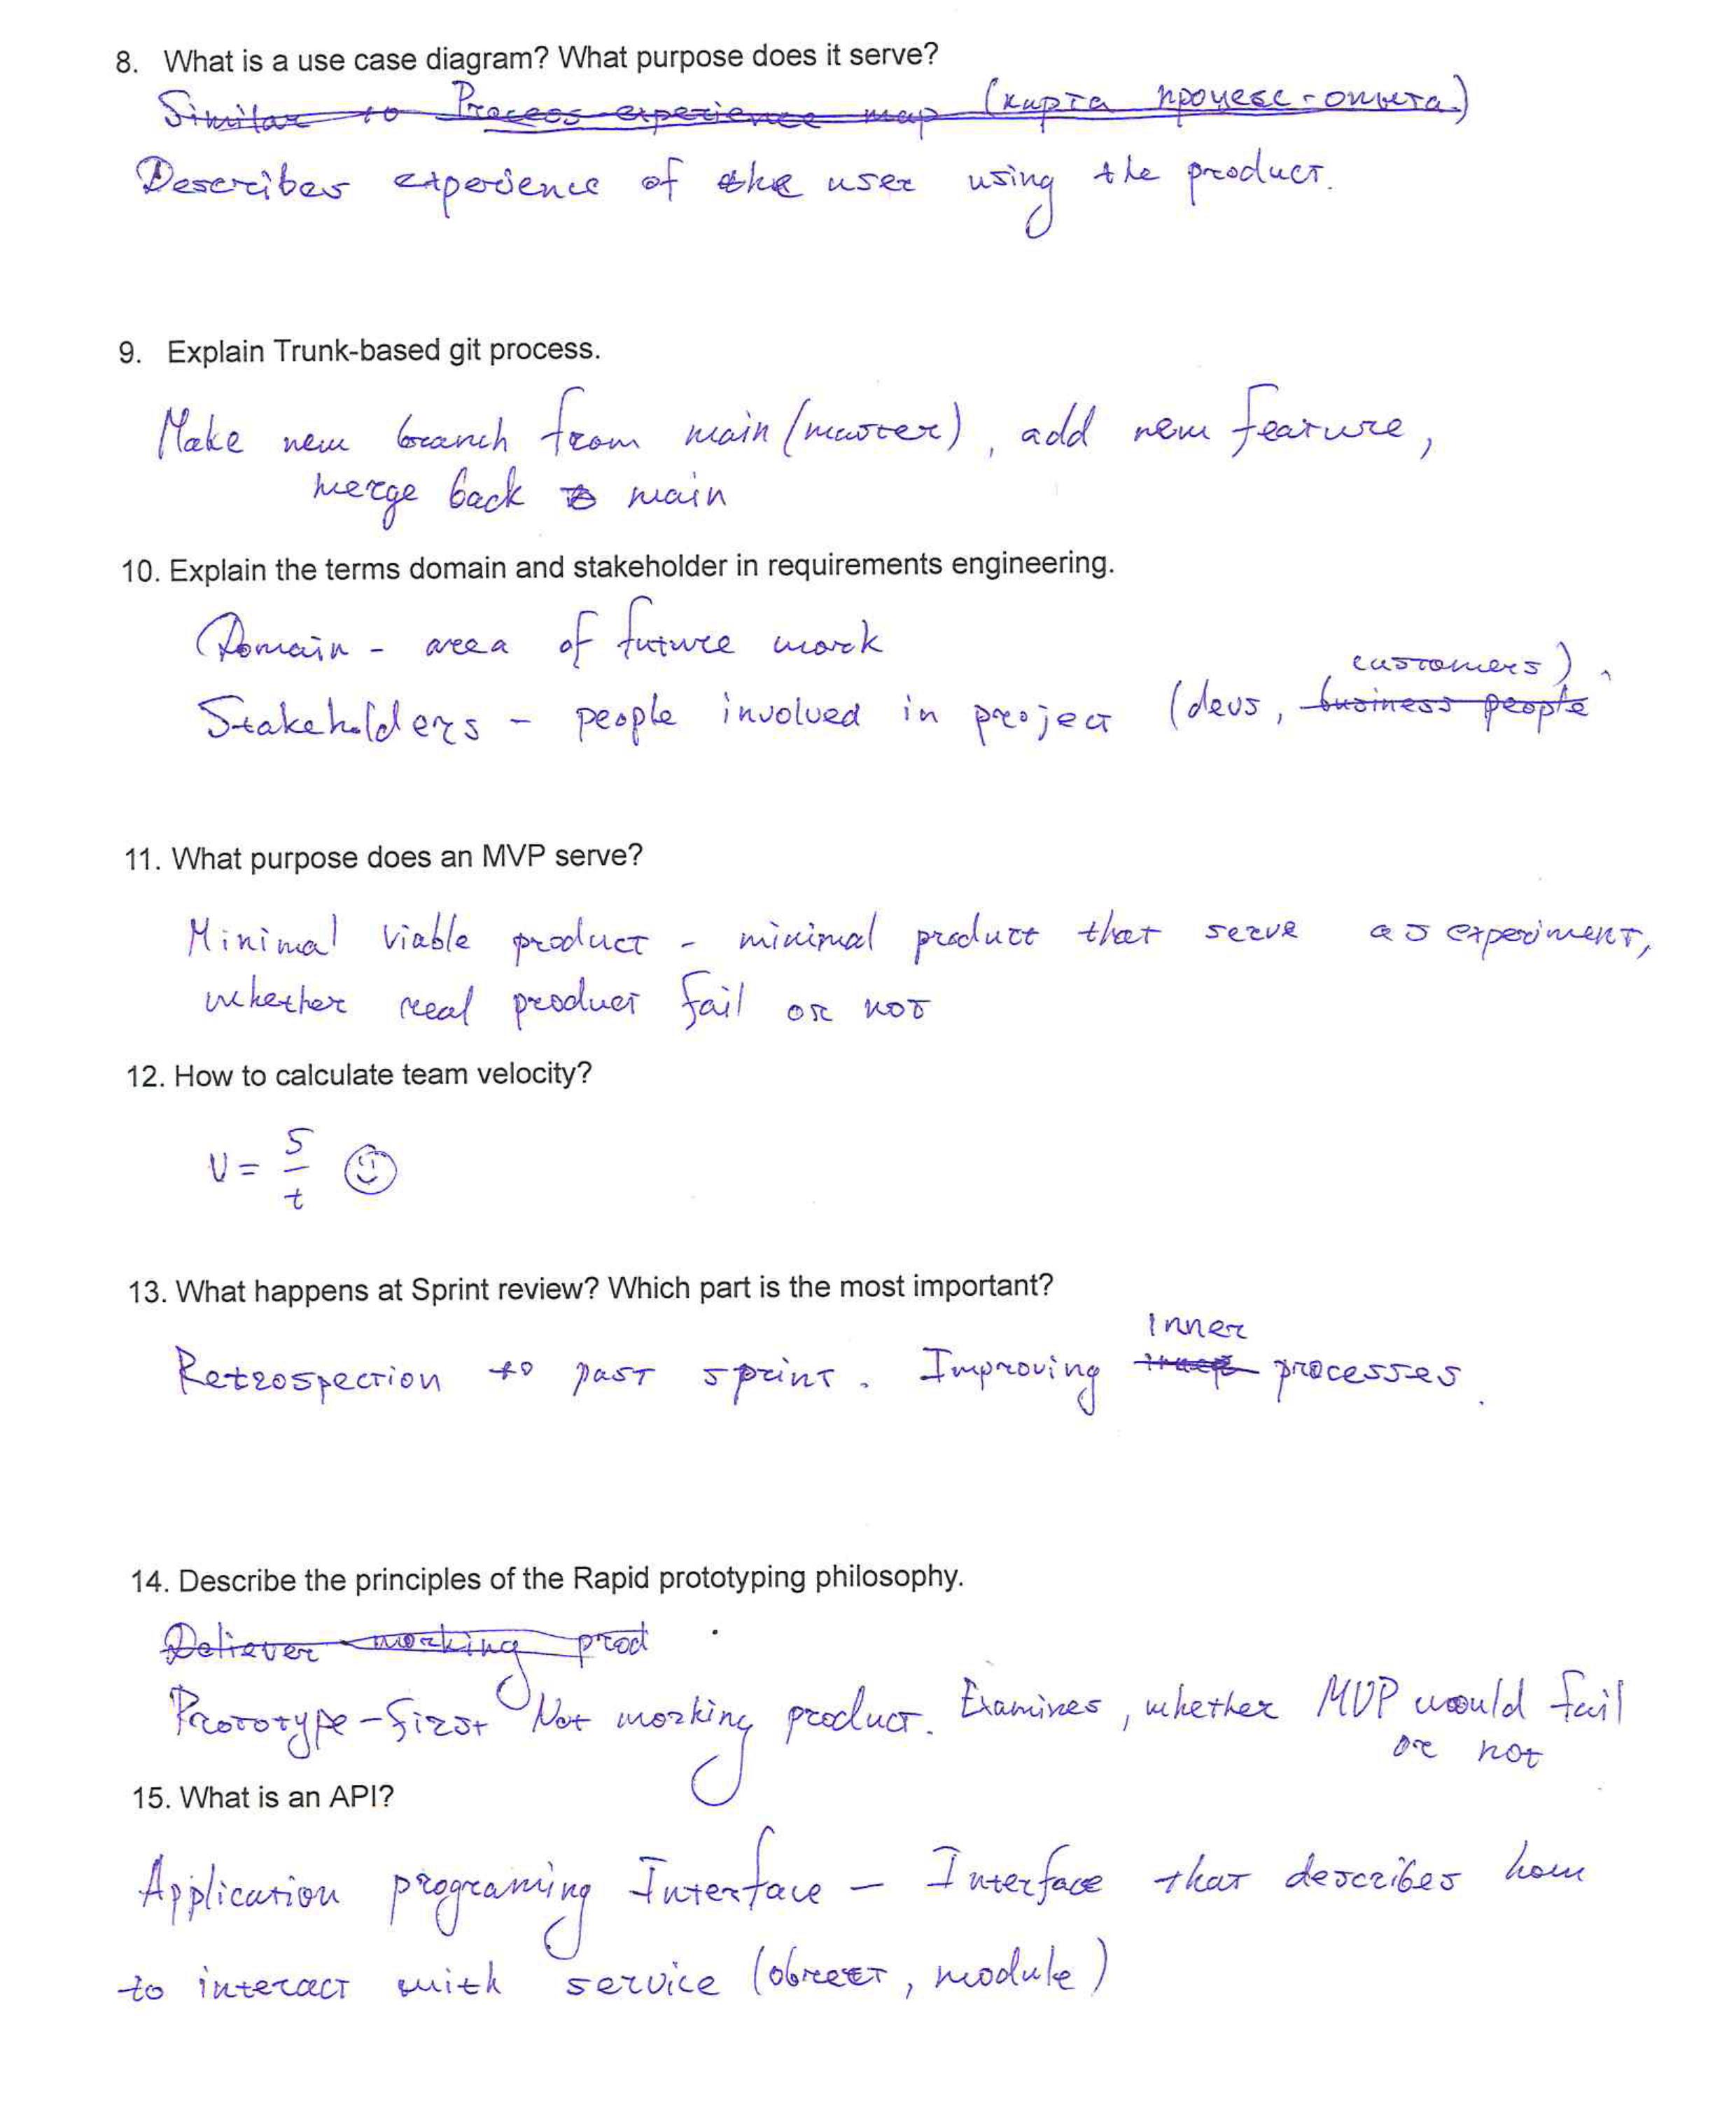 8. What is a use case diagram? What purpose does it serve?
Similar to Process experience map (карта процесс-опыта)
Describes experience of the user using the product.
9. Explain Trunk-based git process.
Make new branch from main (master), add new feature,
merge back to main
10. Explain the terms domain and stakeholder in requirements engineering.
Domain - area of future work
customers).
Stakeholders - people involved in project (devs, business people
11. What purpose does an MVP serve?
Minimal viable product - minimal product that serve as experiment,
whether real product fail or not
12. How to calculate team velocity?
V = S
t
13. What happens at Sprint review? Which part is the most important?
Inner
Retrospection to past sprint. Improving processes.
14. Describe the principles of the Rapid prototyping philosophy.
Deliever working prod
Prototype-first Not working product. Examines, whether MVP would fail
or not
15. What is an API?
Application programing Interface - Interface that describes how
to interact with service (obreet, module)